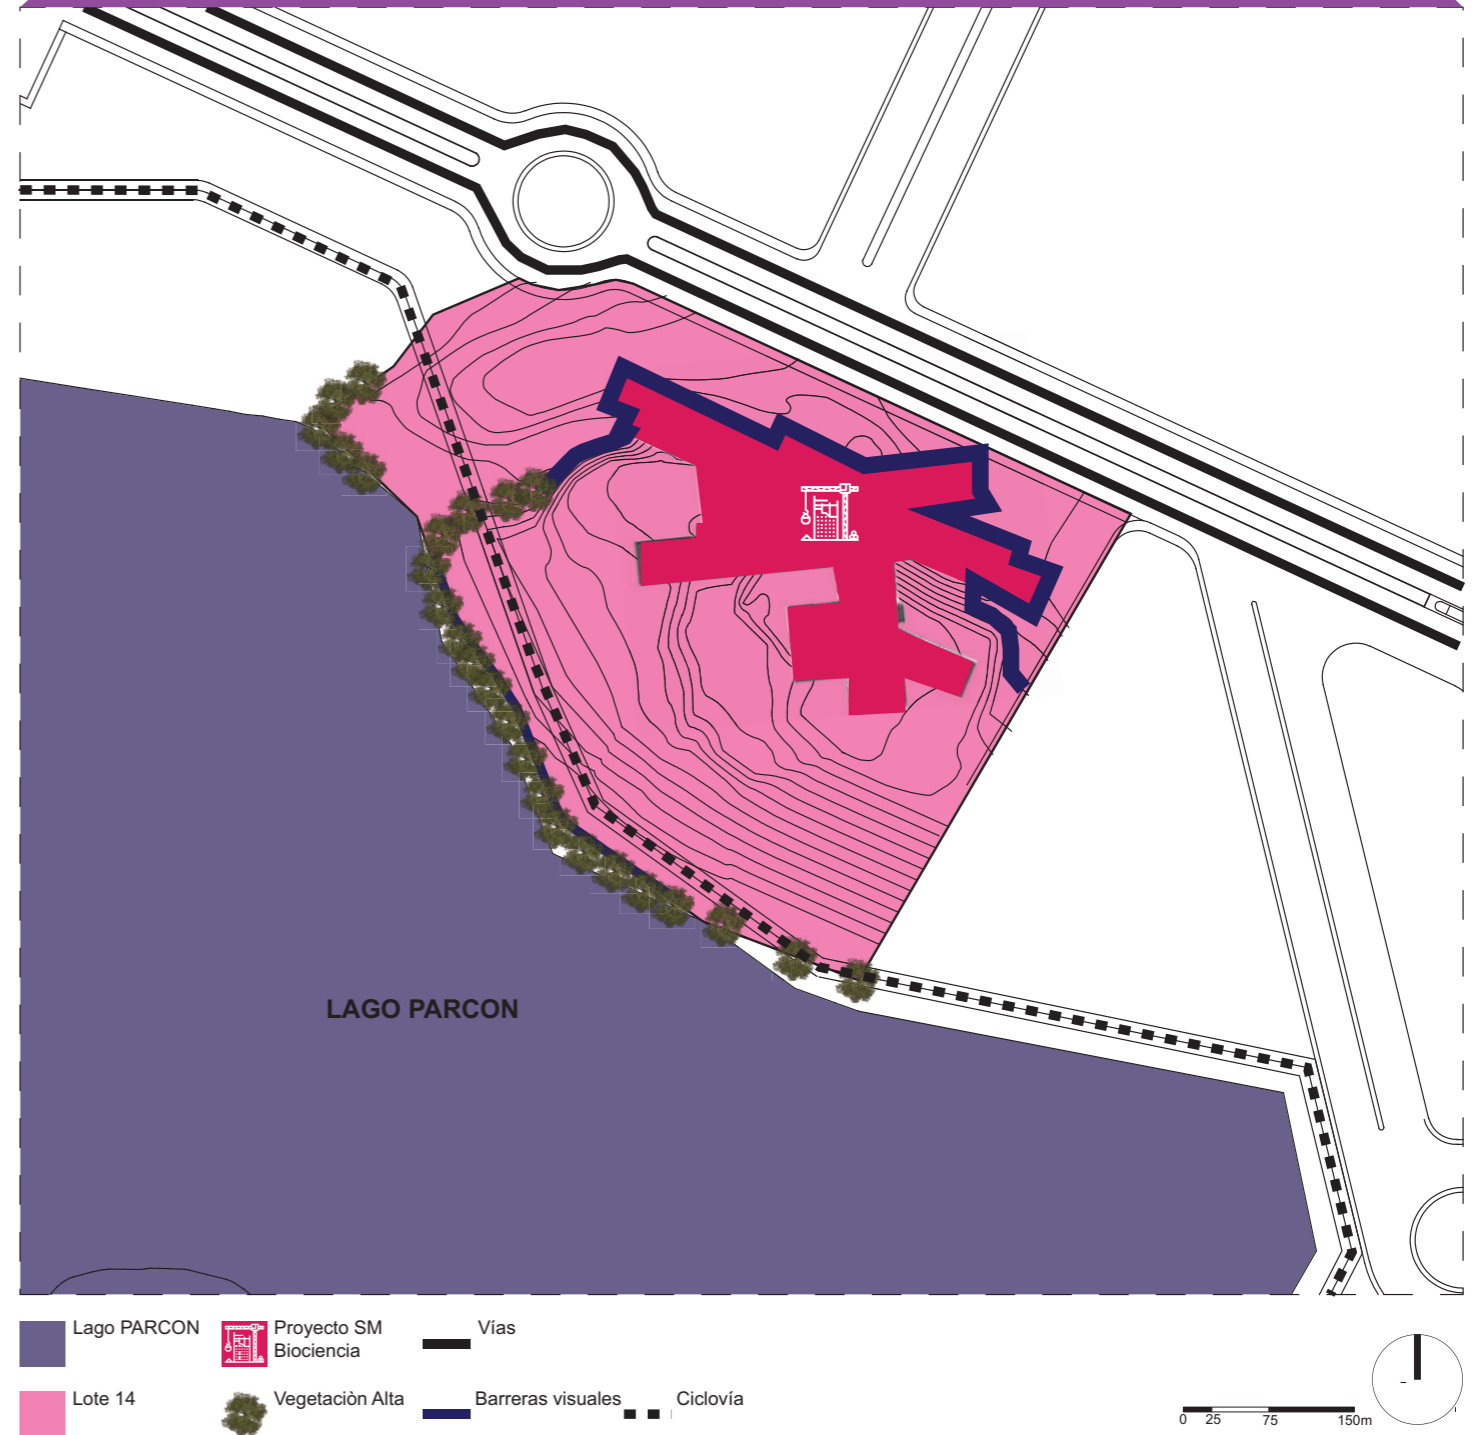 LAGO PARCON
Lago PARCON
Proyecto SM
Biociencia
Vías
Lote 14
Vegetaciòn Alta
Barreras visuales
Ciclovía
0 25 75 150m